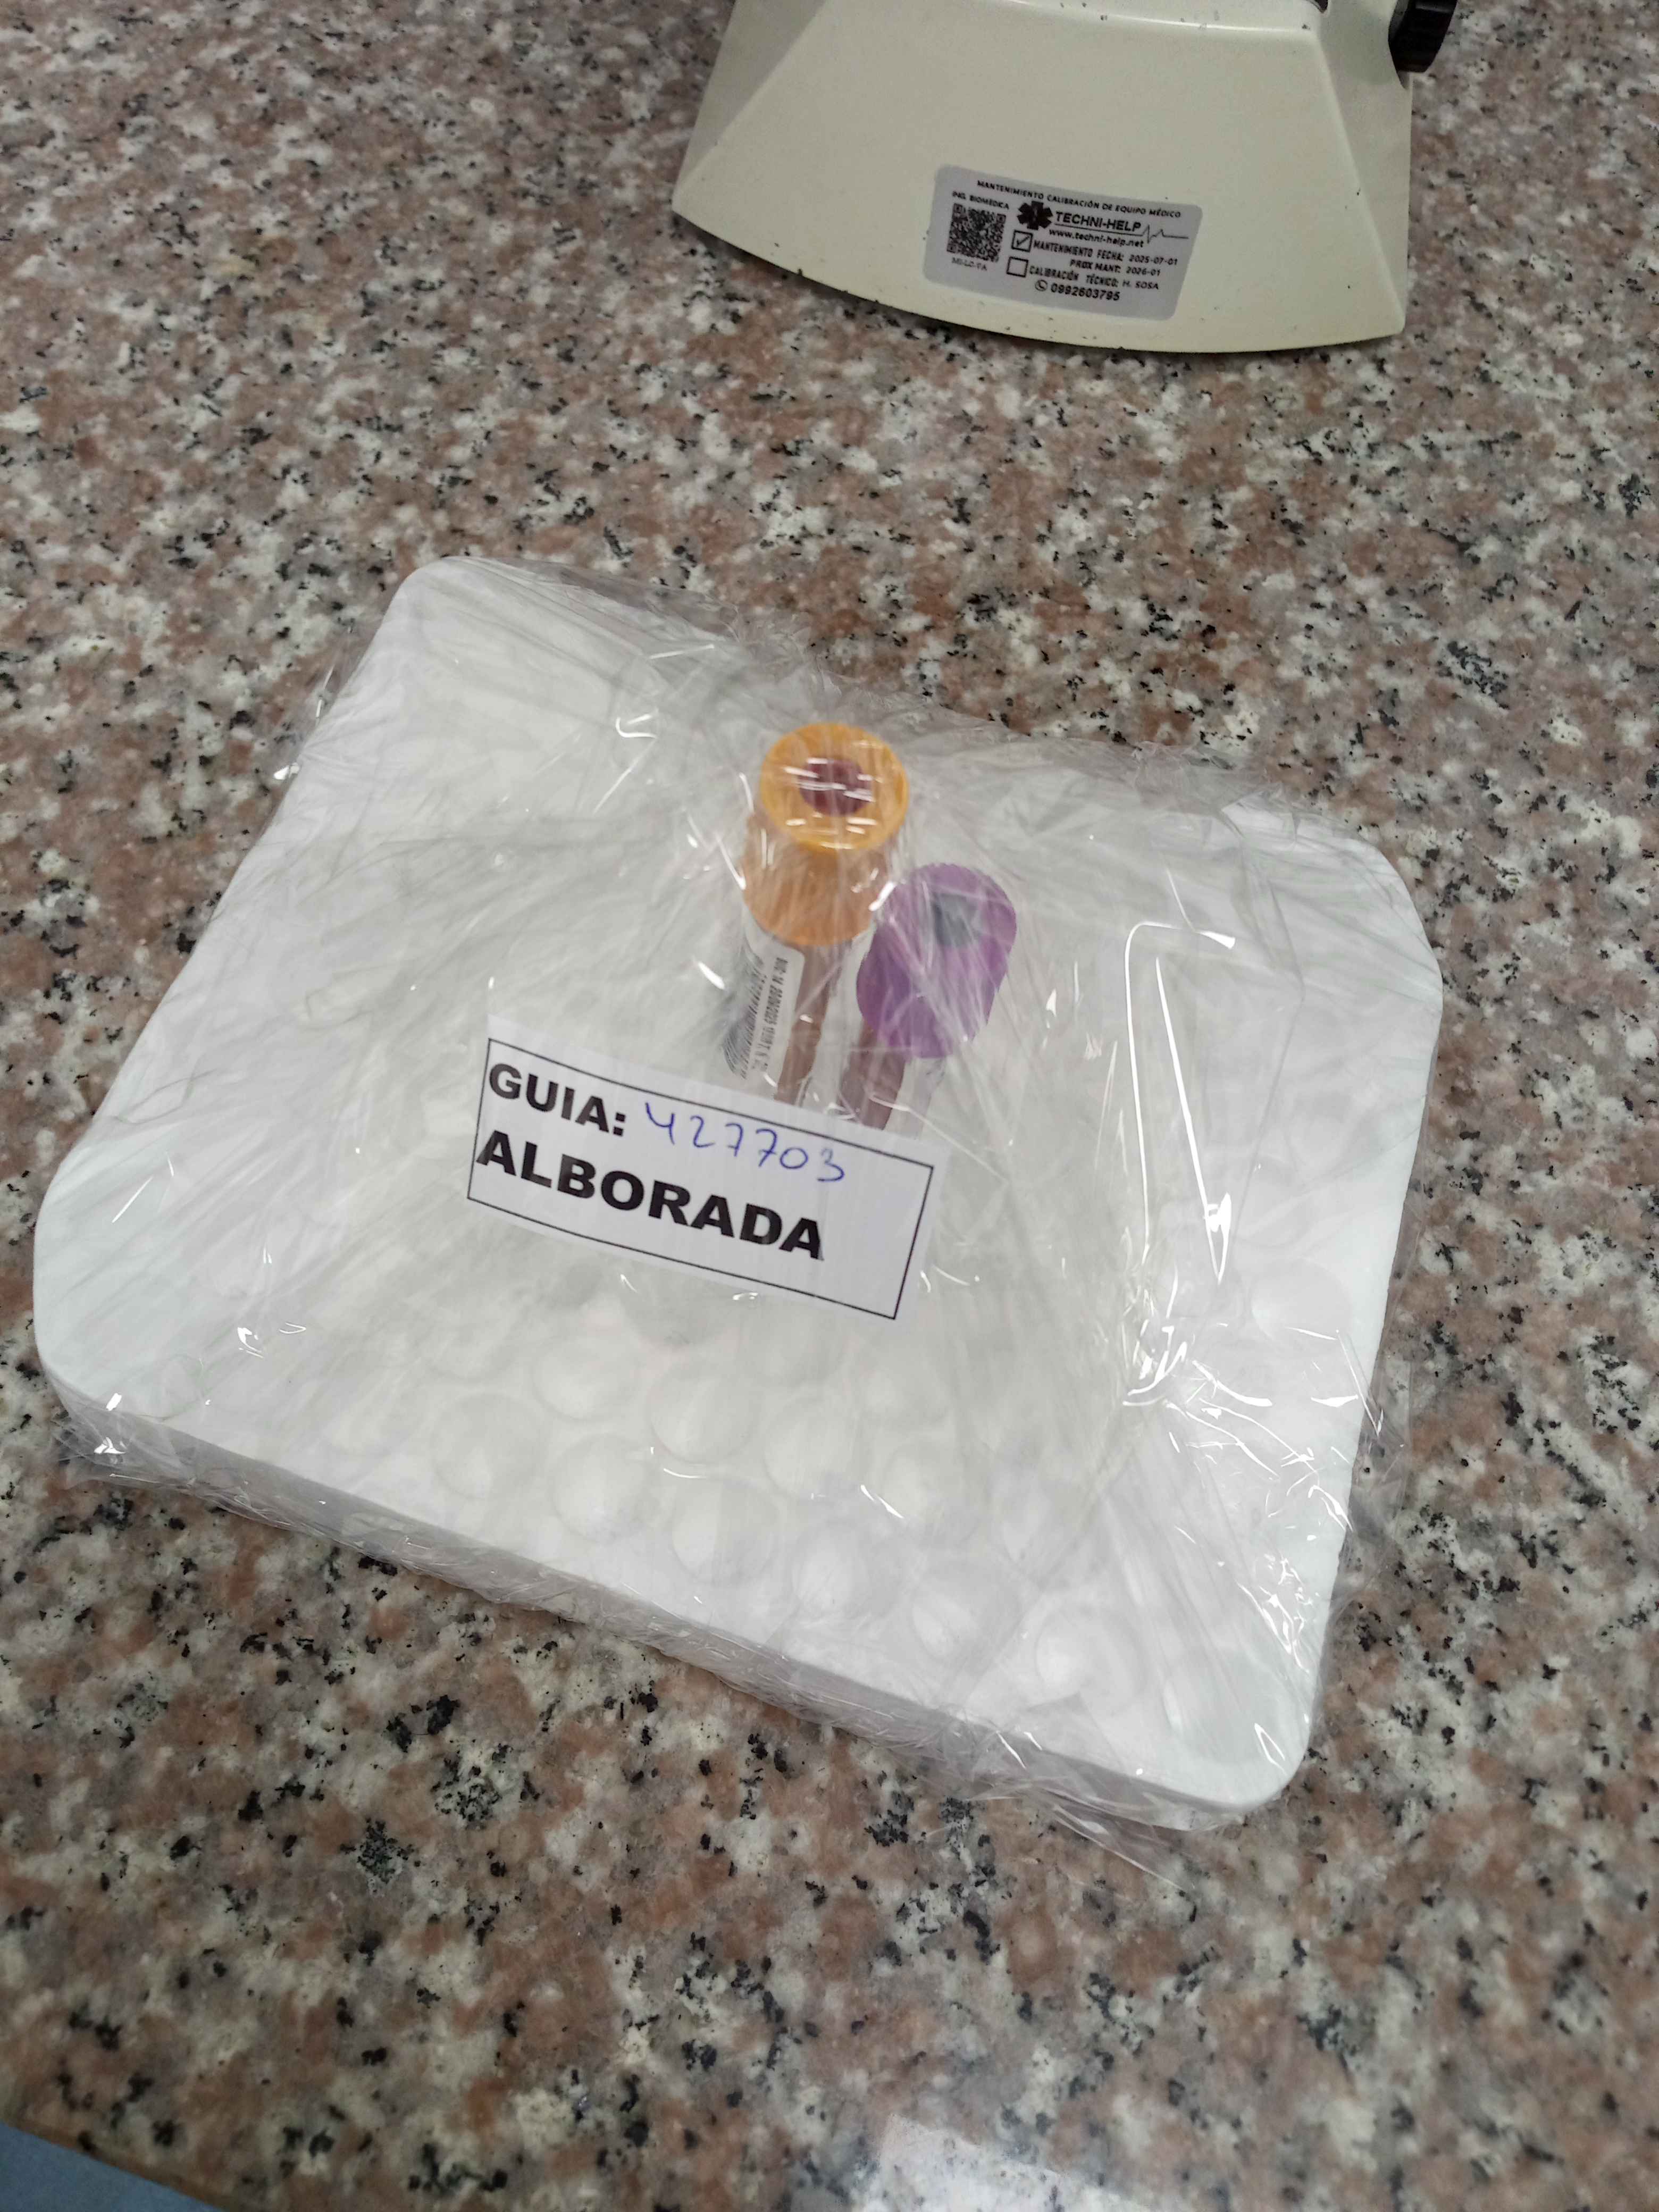 MANTENIMIENTO CALIBRACIÓN DE EQUIPO MÉDICO
ING. BIOMEDICA
TECHNI-HELP
www.techni-help.net
MANTENIMIENTO FECHA: 2025-07-01
PROX MANT: 2026-01
CALIBRACIÓN TÉCNICO: H. SOSA
0992603795
GUIA: 427703
ALBORADA